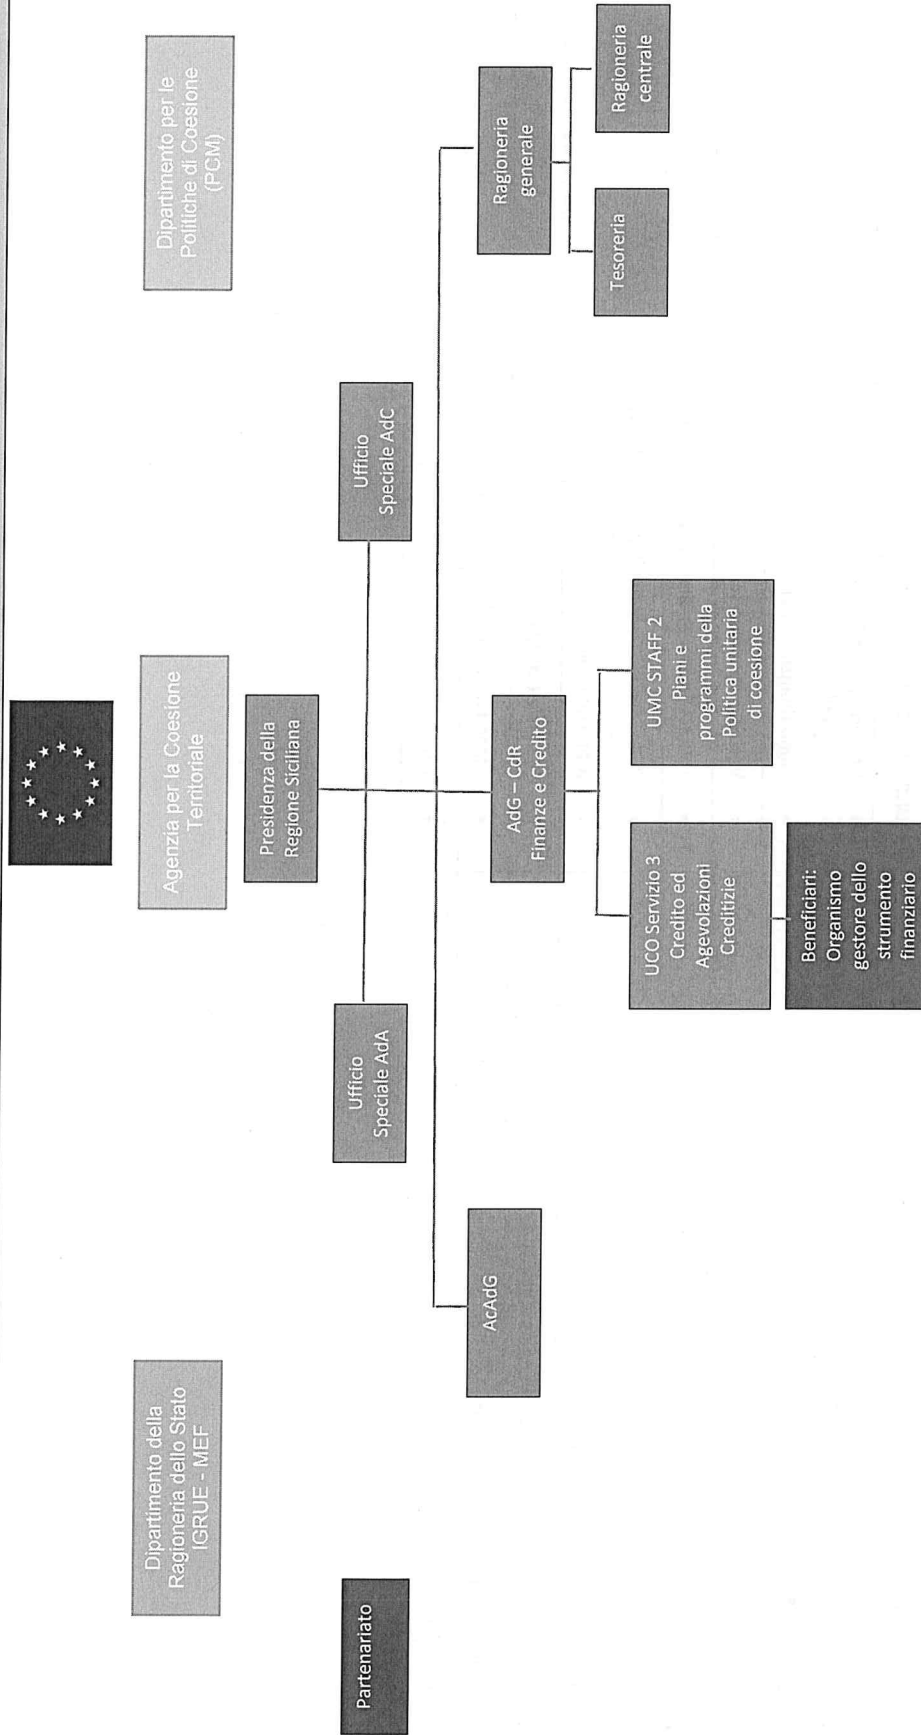 Dipartimento della
Ragioneria dello Stato
IGRUE - MEF
Agenzia per la Coesione
Territoriale
Dipartimento per le
Politiche di Coesione
(PCM)
Presidenza della
Regione Siciliana
Partenariato
Ufficio
Speciale AdA
Ufficio
Speciale AdC
AcAdG
AdG – CdR
Finanze e Credito
Ragioneria
generale
UCO Servizio 3
Credito ed
Agevolazioni
Creditizie
UMC STAFF 2
Piani e
programmi della
Politica unitaria
di coesione
Tesoreria
Ragioneria
centrale
Beneficiari:
Organismo
gestore dello
strumento
finanziario